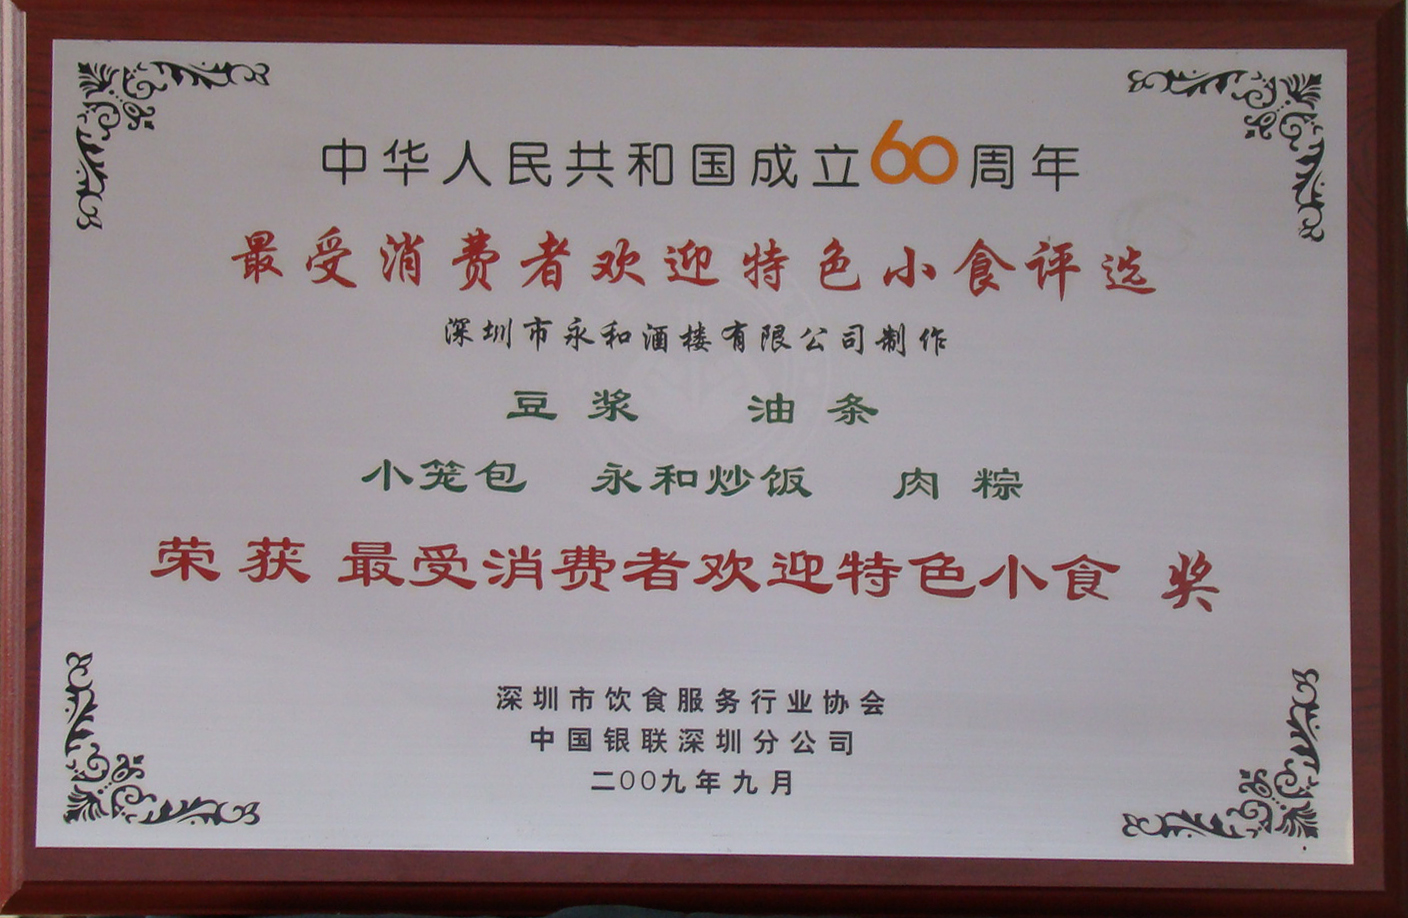 中华人民共和国成立60周年
最受消费者欢迎特色小食评选
深圳市永和酒楼有限公司制作
豆浆 油条
小笼包 永和炒饭 肉粽
荣获 最受消费者欢迎特色小食 奖
深圳市饮食服务行业协会
中国银联深圳分公司
二00九年九月